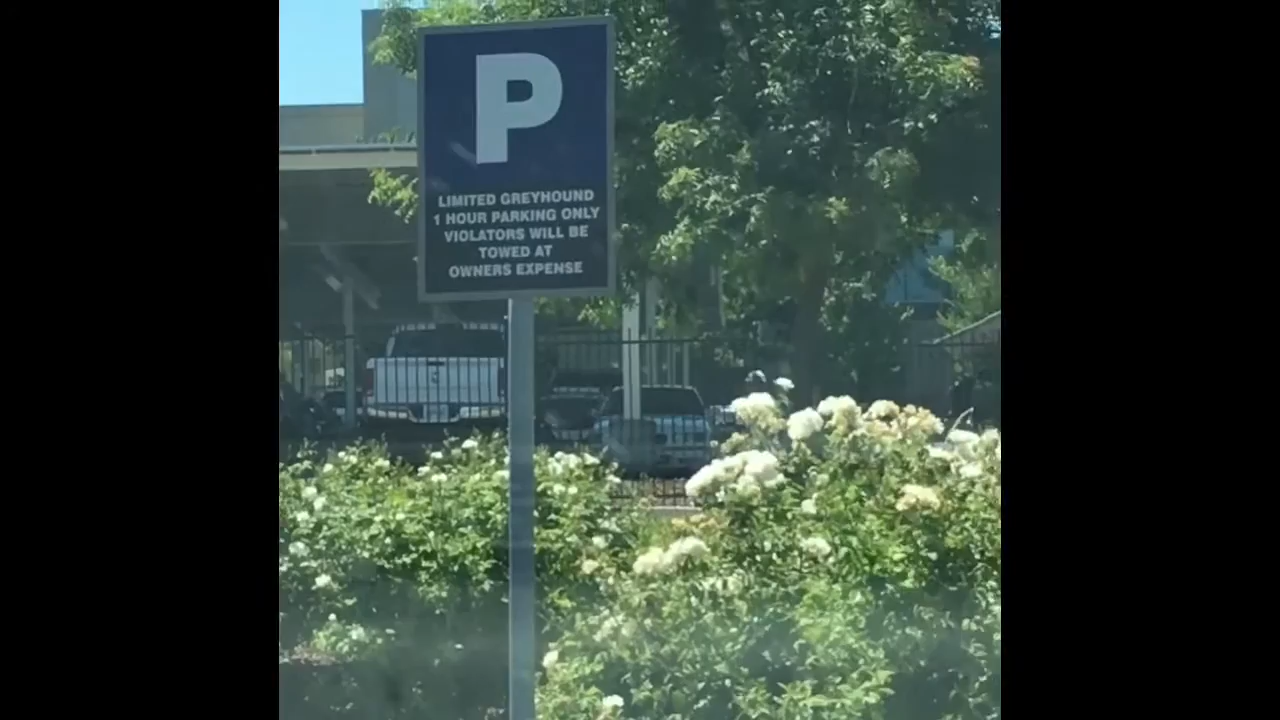 P
LIMITED GREYHOUND
1 HOUR PARKING ONLY
VIOLATORS WILL BE
TOWED AT
OWNERS EXPENSE